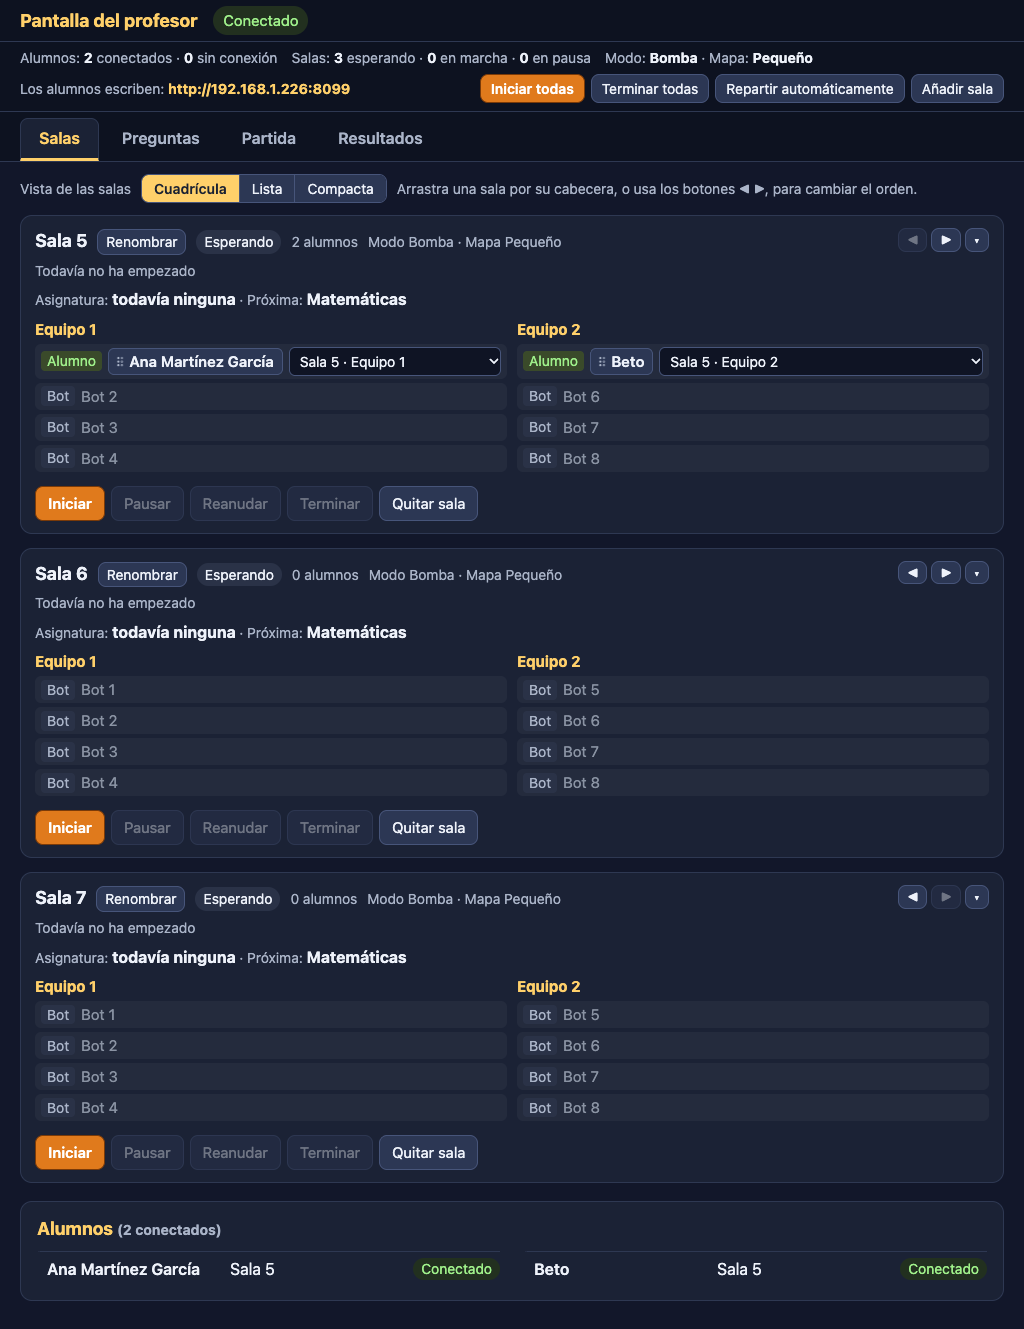 Pantalla del profesor Conectado
Alumnos: 2 conectados · 0 sin conexión Salas: 3 esperando · 0 en marcha · 0 en pausa Modo: Bomba · Mapa: Pequeño
Los alumnos escriben: http://192.168.1.226:8099 Iniciar todas Terminar todas Repartir automáticamente Añadir sala
Salas Preguntas Partida Resultados
Vista de las salas Cuadrícula Lista Compacta Arrastra una sala por su cabecera, o usa los botones ◀ ▶, para cambiar el orden.
Sala 5 Renombrar Esperando 2 alumnos Modo Bomba · Mapa Pequeño ◀ ▶ ▾
Todavía no ha empezado
Asignatura: todavía ninguna · Próxima: Matemáticas
Equipo 1 Equipo 2
Alumno ⠿ Ana Martínez García Sala 5 · Equipo 1 Alumno ⠿ Beto Sala 5 · Equipo 2
Bot Bot 2 Bot Bot 6
Bot Bot 3 Bot Bot 7
Bot Bot 4 Bot Bot 8
Iniciar Pausar Reanudar Terminar Quitar sala
Sala 6 Renombrar Esperando 0 alumnos Modo Bomba · Mapa Pequeño ◀ ▶ ▾
Todavía no ha empezado
Asignatura: todavía ninguna · Próxima: Matemáticas
Equipo 1 Equipo 2
Bot Bot 1 Bot Bot 5
Bot Bot 2 Bot Bot 6
Bot Bot 3 Bot Bot 7
Bot Bot 4 Bot Bot 8
Iniciar Pausar Reanudar Terminar Quitar sala
Sala 7 Renombrar Esperando 0 alumnos Modo Bomba · Mapa Pequeño ◀ ▶ ▾
Todavía no ha empezado
Asignatura: todavía ninguna · Próxima: Matemáticas
Equipo 1 Equipo 2
Bot Bot 1 Bot Bot 5
Bot Bot 2 Bot Bot 6
Bot Bot 3 Bot Bot 7
Bot Bot 4 Bot Bot 8
Iniciar Pausar Reanudar Terminar Quitar sala
Alumnos (2 conectados)
Ana Martínez García Sala 5 Conectado Beto Sala 5 Conectado